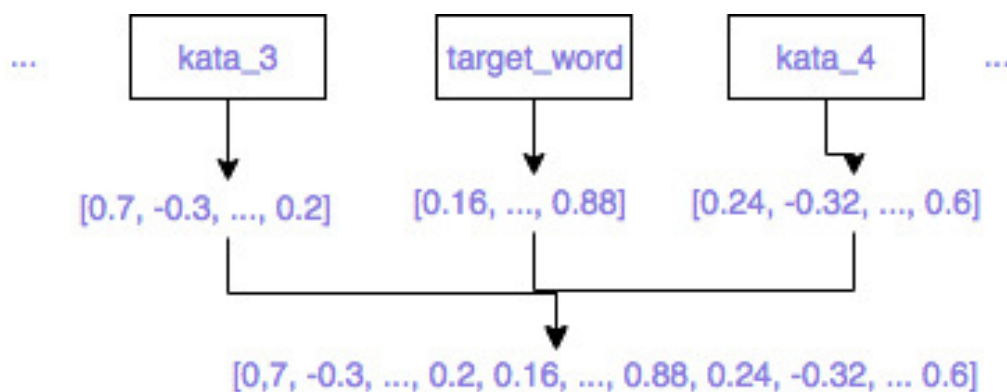 ... kata_3 target_word kata_4 ...
[0.7, -0.3, ..., 0.2] [0.16, ..., 0.88] [0.24, -0.32, ..., 0.6]
[0,7, -0.3, ..., 0.2, 0.16, ..., 0.88, 0.24, -0.32, ... 0.6]